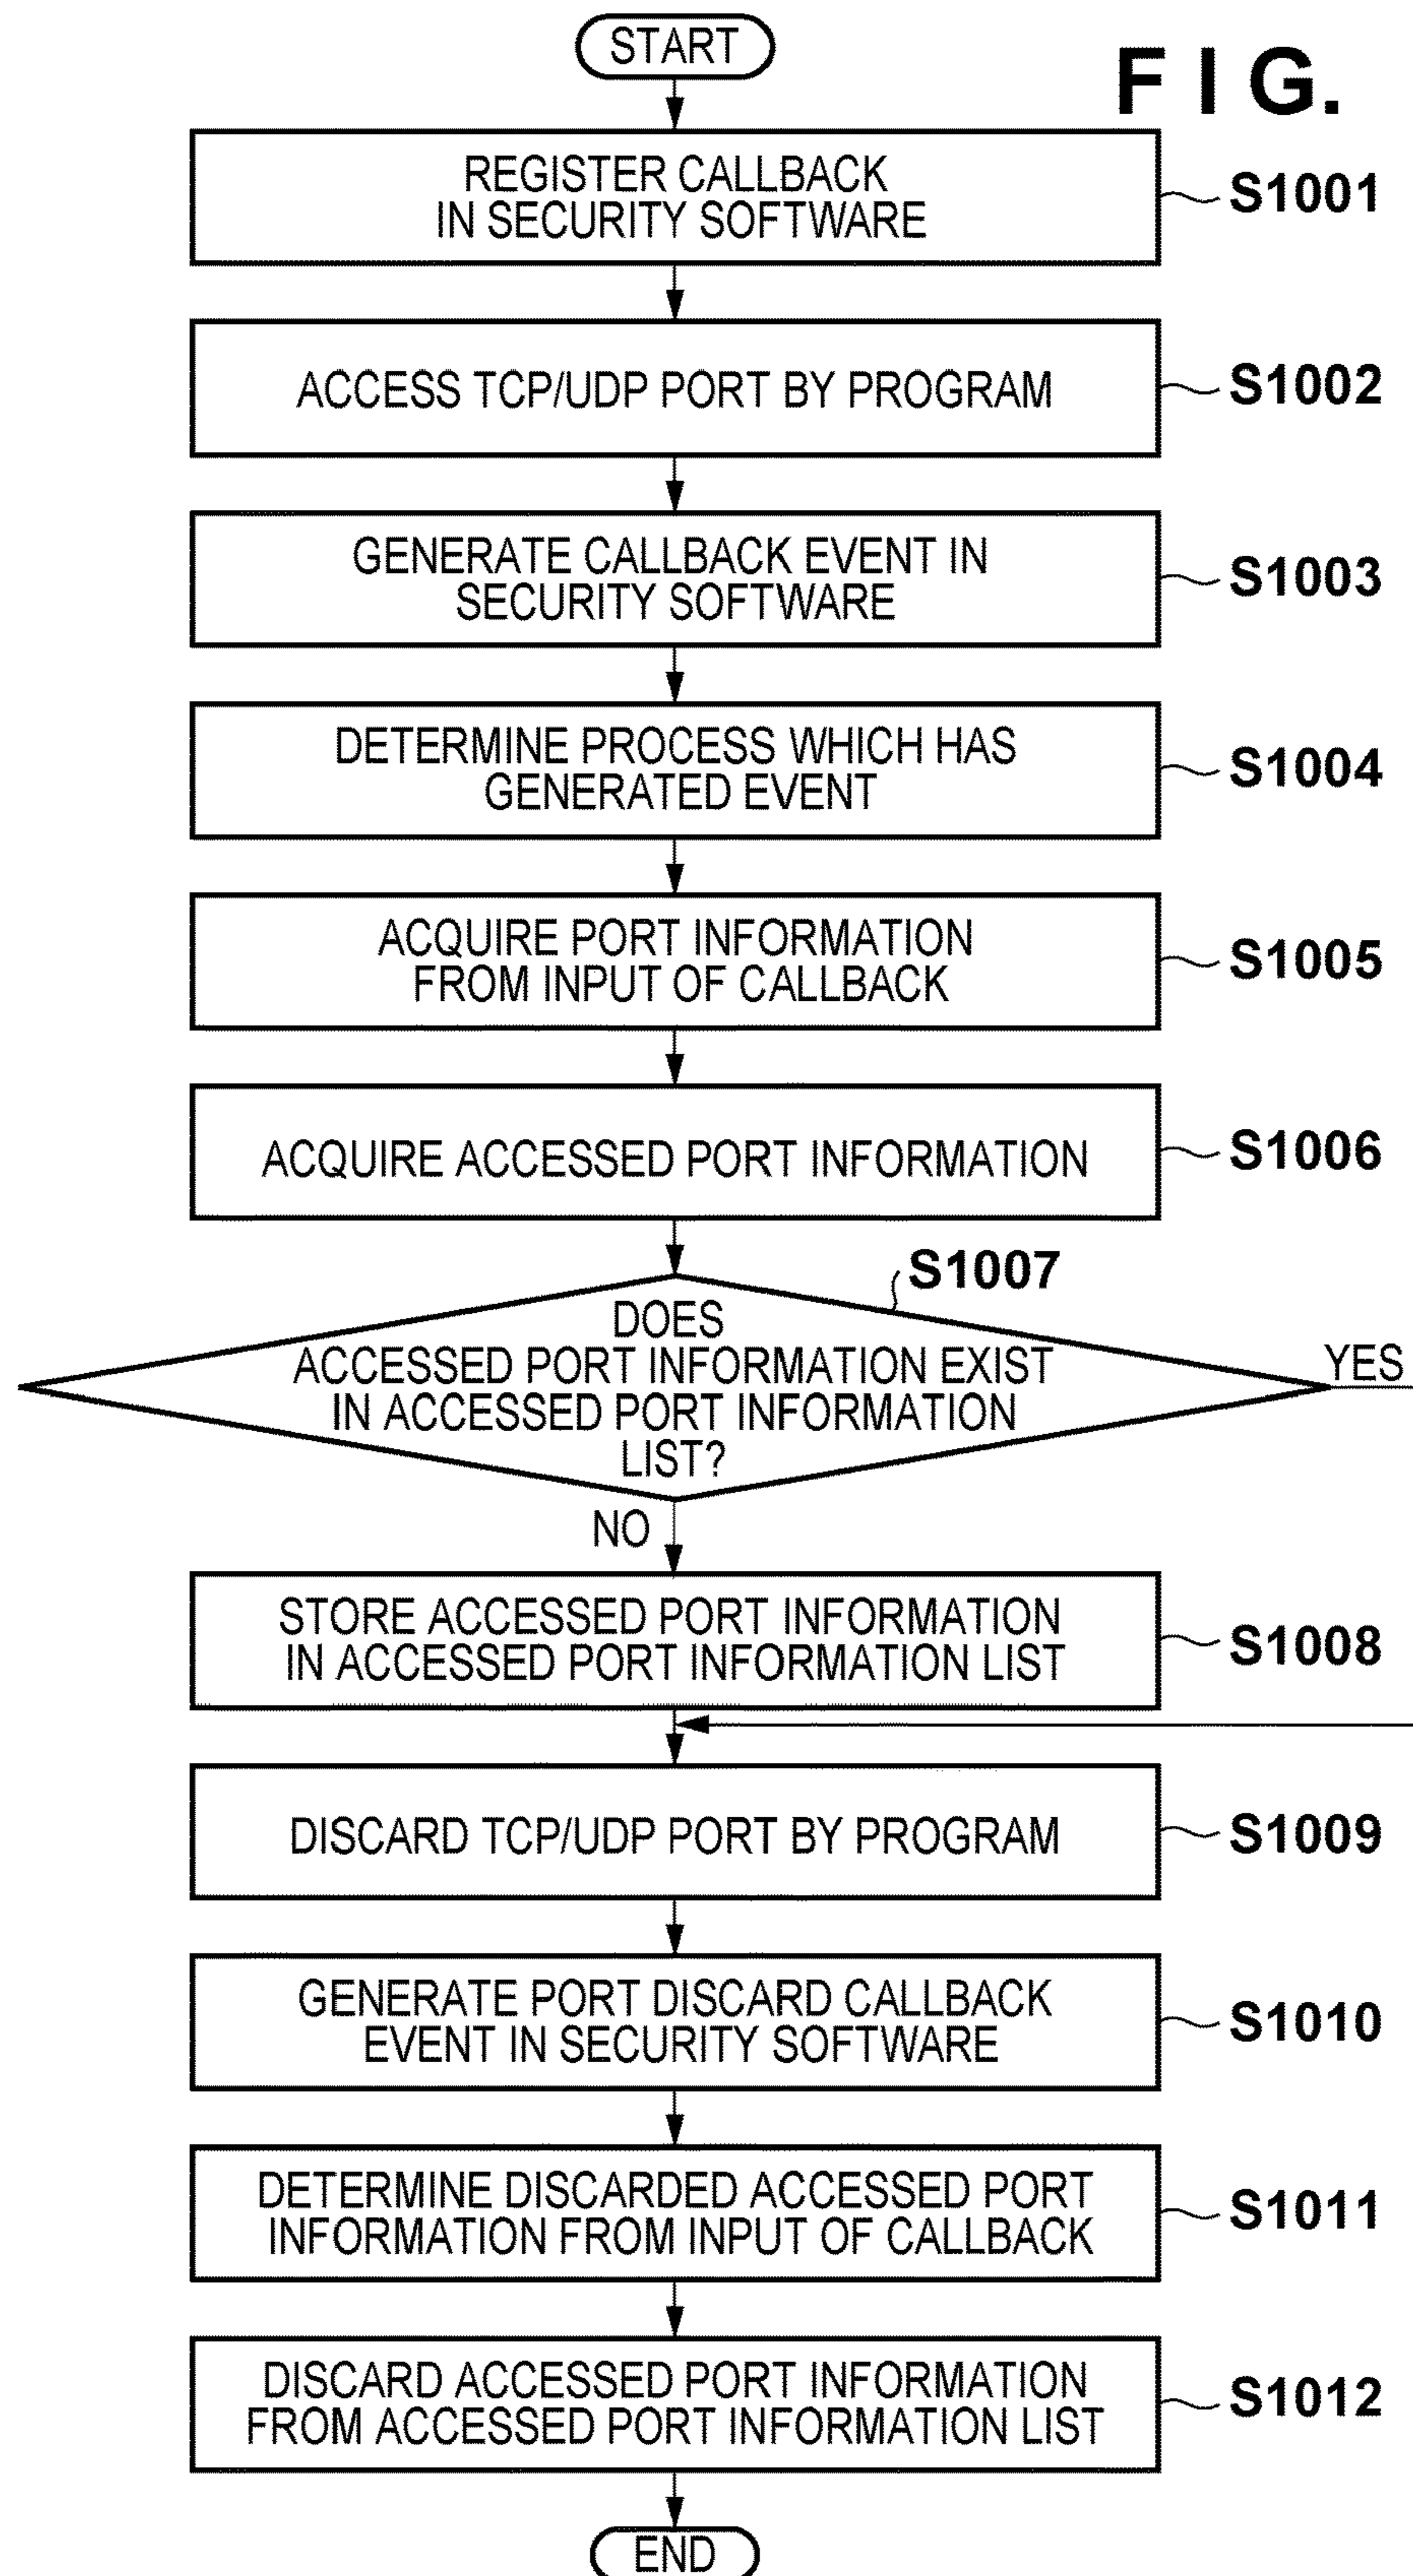 START
F I G.
REGISTER CALLBACK
IN SECURITY SOFTWARE
S1001
ACCESS TCP/UDP PORT BY PROGRAM
S1002
GENERATE CALLBACK EVENT IN
SECURITY SOFTWARE
S1003
DETERMINE PROCESS WHICH HAS
GENERATED EVENT
S1004
ACQUIRE PORT INFORMATION
FROM INPUT OF CALLBACK
S1005
ACQUIRE ACCESSED PORT INFORMATION
S1006
S1007
DOES
ACCESSED PORT INFORMATION EXIST
IN ACCESSED PORT INFORMATION
LIST?
YES
NO
STORE ACCESSED PORT INFORMATION
IN ACCESSED PORT INFORMATION LIST
S1008
DISCARD TCP/UDP PORT BY PROGRAM
S1009
GENERATE PORT DISCARD CALLBACK
EVENT IN SECURITY SOFTWARE
S1010
DETERMINE DISCARDED ACCESSED PORT
INFORMATION FROM INPUT OF CALLBACK
S1011
DISCARD ACCESSED PORT INFORMATION
FROM ACCESSED PORT INFORMATION LIST
S1012
END